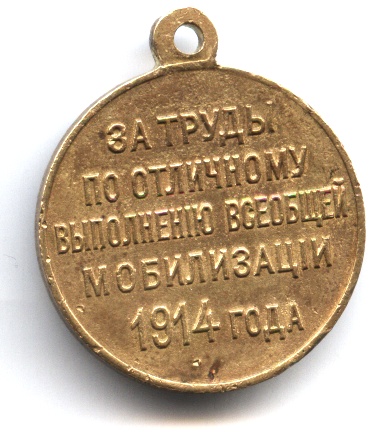 ЗА ТРУДЫ
ПО ОТЛИЧНОМУ
ВЫПОЛНЕНІЮ ВСЕОБЩЕЙ
МОБИЛИЗАЦІИ
1914 ГОДА